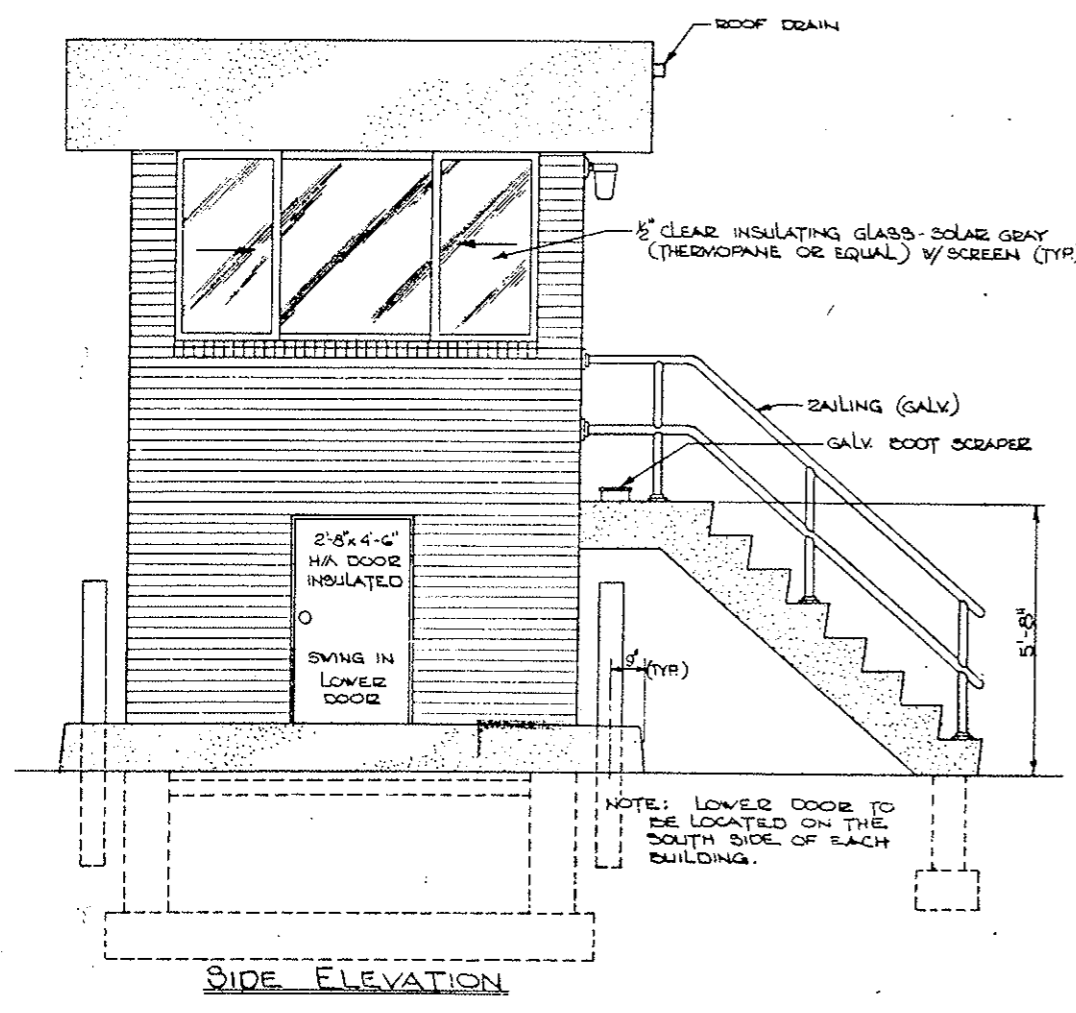 ROOF DRAIN
½" CLEAR INSULATING GLASS - SOLAR GRAY
(THERMOPANE OR EQUAL) W/ SCREEN (TYP.)
RAILING (GALV.)
GALV. BOOT SCRAPER
2'-8" x 4'-6"
H/A DOOR
INSULATED
SWING IN
LOWER
DOOR
9"
(TYP.)
5'-8"
NOTE: LOWER DOOR TO
BE LOCATED ON THE
SOUTH SIDE OF EACH
BUILDING.
SIDE ELEVATION